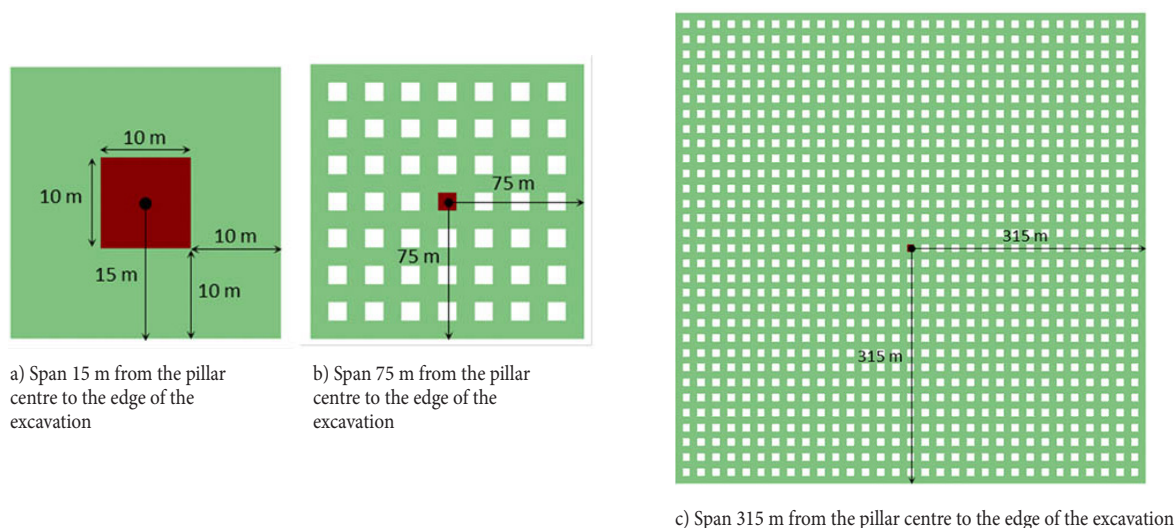 10 m
10 m
10 m
15 m
10 m
75 m
75 m
315 m
315 m
a) Span 15 m from the pillar
centre to the edge of the
excavation
b) Span 75 m from the pillar
centre to the edge of the
excavation
c) Span 315 m from the pillar centre to the edge of the excavation